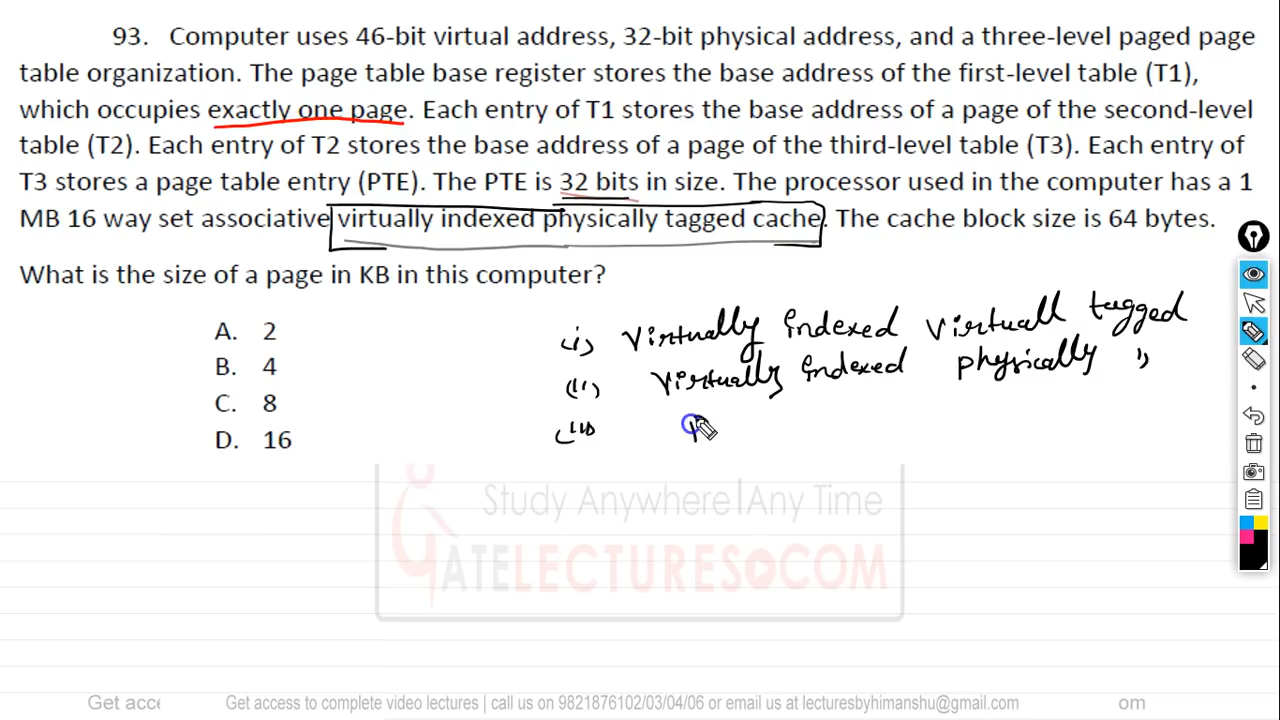 93. Computer uses 46-bit virtual address, 32-bit physical address, and a three-level paged page
table organization. The page table base register stores the base address of the first-level table (T1),
which occupies exactly one page. Each entry of T1 stores the base address of a page of the second-level
table (T2). Each entry of T2 stores the base address of a page of the third-level table (T3). Each entry of
T3 stores a page table entry (PTE). The PTE is 32 bits in size. The processor used in the computer has a 1
MB 16 way set associative virtually indexed physically tagged cache. The cache block size is 64 bytes.
What is the size of a page in KB in this computer?
A. 2
B. 4
C. 8
D. 16
(i) Virtually indexed Virtuall tagged
(ii) Virtually indexed physically "
(iii)
Study Anywhere|Any Time
GATELECTURES.COM
Get acce
Get access to complete video lectures | call us on 9821876102/03/04/06 or email us at lecturesbyhimanshu@gmail.com
om